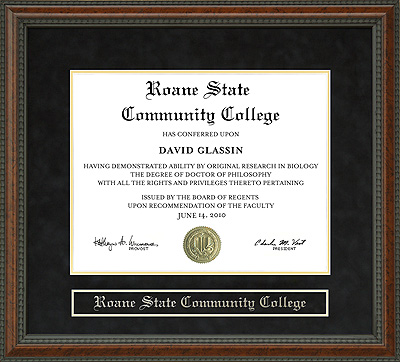 Roane State
Community College
HAS CONFERRED UPON
DAVID GLASSIN
HAVING DEMONSTRATED ABILITY BY ORIGINAL RESEARCH IN BIOLOGY
THE DEGREE OF DOCTOR OF PHILOSOPHY
WITH ALL THE RIGHTS AND PRIVILEGES THERETO PERTAINING
ISSUED BY THE BOARD OF REGENTS
UPON RECOMMENDATION OF THE FACULTY
JUNE 14, 2010
PROVOST
PRESIDENT
Roane State Community College